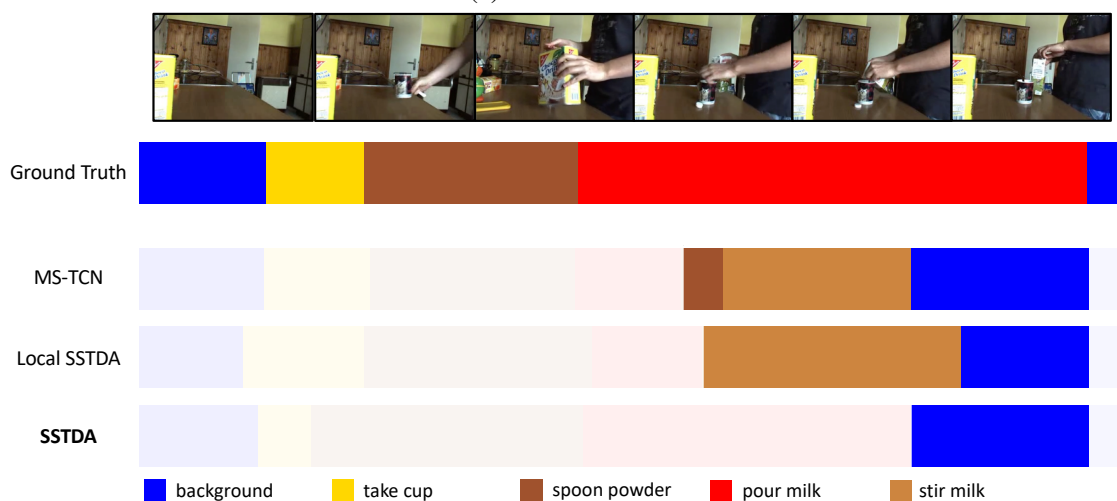 Ground Truth
MS-TCN
Local SSTDA
SSTDA
background take cup spoon powder pour milk stir milk